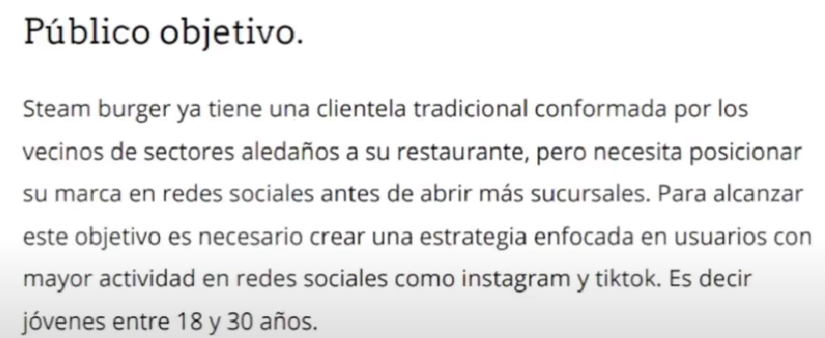 Público objetivo.
Steam burger ya tiene una clientela tradicional conformada por los
vecinos de sectores aledaños a su restaurante, pero necesita posicionar
su marca en redes sociales antes de abrir más sucursales. Para alcanzar
este objetivo es necesario crear una estrategia enfocada en usuarios con
mayor actividad en redes sociales como instagram y tiktok. Es decir
jóvenes entre 18 y 30 años.